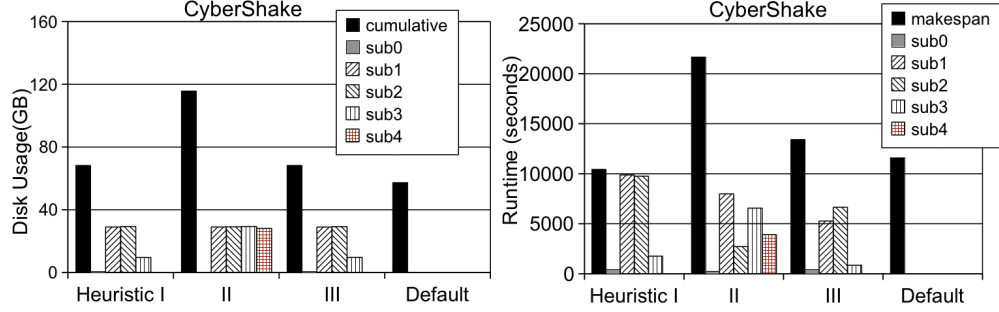 CyberShake
Disk Usage(GB)
160
120
80
40
0
cumulative
sub0
sub1
sub2
sub3
sub4
Heuristic I
II
III
Default
CyberShake
Runtime (seconds)
25000
20000
15000
10000
5000
0
makespan
sub0
sub1
sub2
sub3
sub4
Heuristic I
II
III
Default